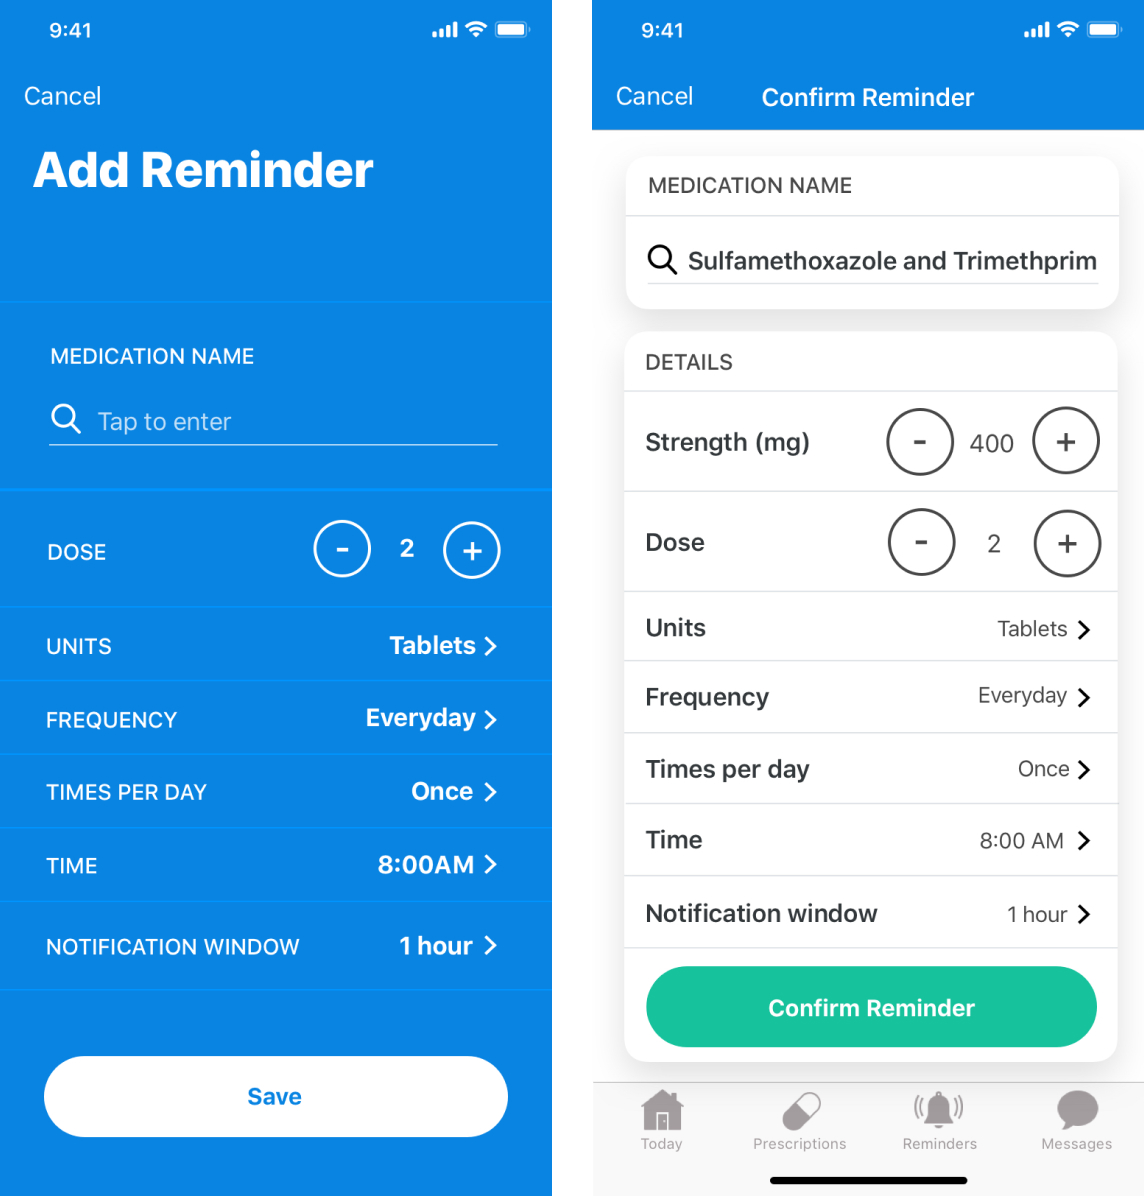 9:41
Cancel
Add Reminder
MEDICATION NAME
Tap to enter
DOSE - 2 +
UNITS Tablets
FREQUENCY Everyday
TIMES PER DAY Once
TIME 8:00AM
NOTIFICATION WINDOW 1 hour
Save
9:41
Cancel Confirm Reminder
MEDICATION NAME
Sulfamethoxazole and Trimethprim
DETAILS
Strength (mg) - 400 +
Dose - 2 +
Units Tablets
Frequency Everyday
Times per day Once
Time 8:00 AM
Notification window 1 hour
Confirm Reminder
Today Prescriptions Reminders Messages